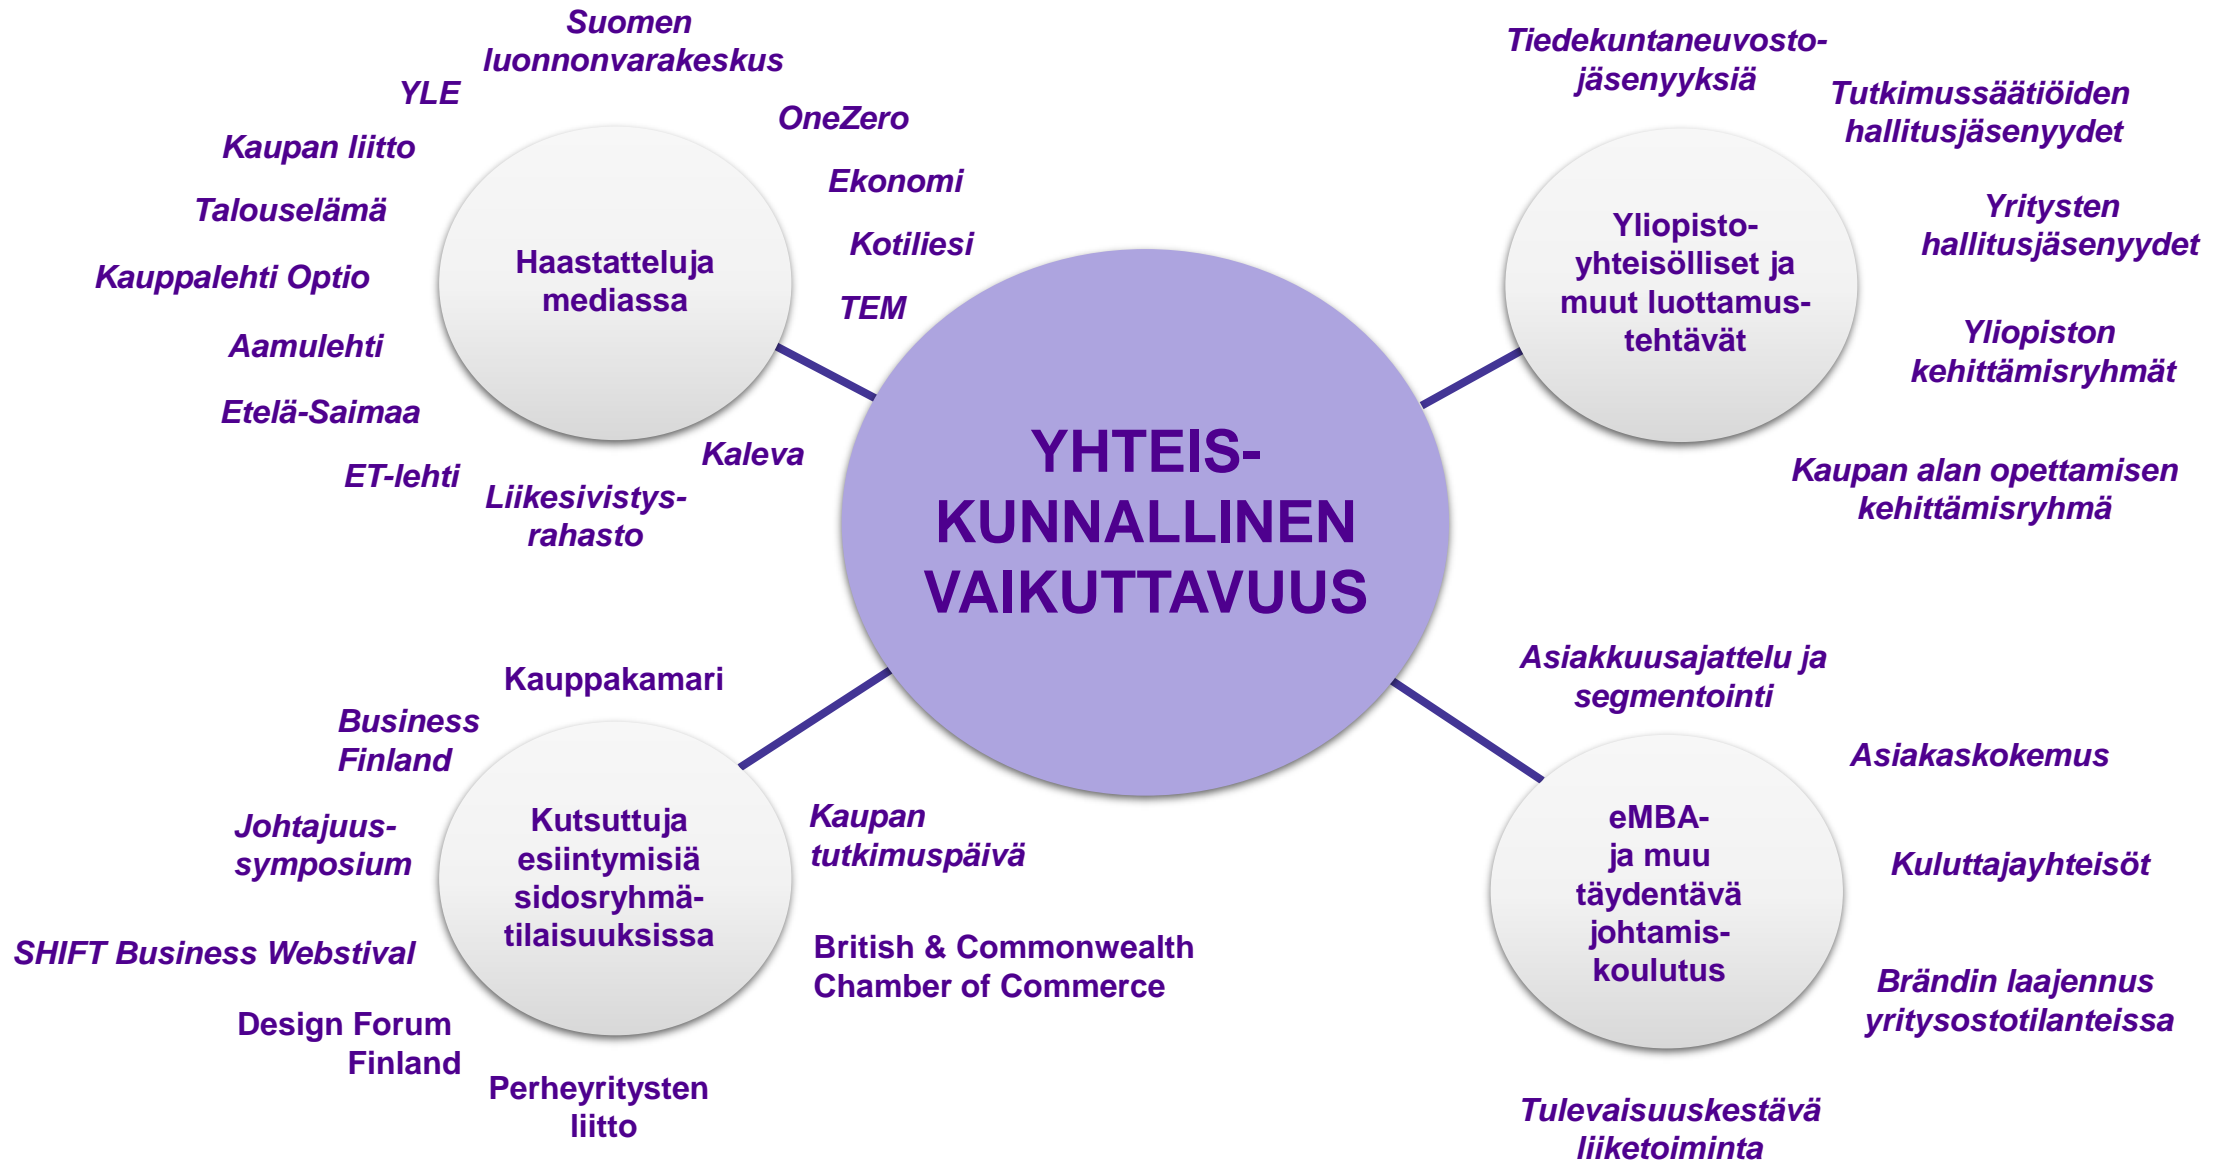 YHTEIS-
KUNNALLINEN
VAIKUTTAVUUS
Haastatteluja
mediassa
Suomen
luonnonvarakeskus
YLE
OneZero
Kaupan liitto
Ekonomi
Talouselämä
Kotiliesi
Kauppalehti Optio
TEM
Aamulehti
Etelä-Saimaa
Kaleva
ET-lehti
Liikesivistys-
rahasto
Yliopisto-
yhteisölliset ja
muut luottamus-
tehtävät
Tiedekuntaneuvosto-
jäsenyyksiä
Tutkimussäätiöiden
hallitusjäsenyydet
Yritysten
hallitusjäsenyydet
Yliopiston
kehittämisryhmät
Kaupan alan opettamisen
kehittämisryhmä
Kutsuttuja
esiintymisiä
sidosryhmä-
tilaisuuksissa
Kauppakamari
Business
Finland
Johtajuus-
symposium
Kaupan
tutkimuspäivä
SHIFT Business Webstival
British & Commonwealth
Chamber of Commerce
Design Forum
Finland
Perheyritysten
liitto
eMBA-
ja muu
täydentävä
johtamis-
koulutus
Asiakkuusajattelu ja
segmentointi
Asiakaskokemus
Kuluttajayhteisöt
Brändin laajennus
yritysostotilanteissa
Tulevaisuuskestävä
liiketoiminta